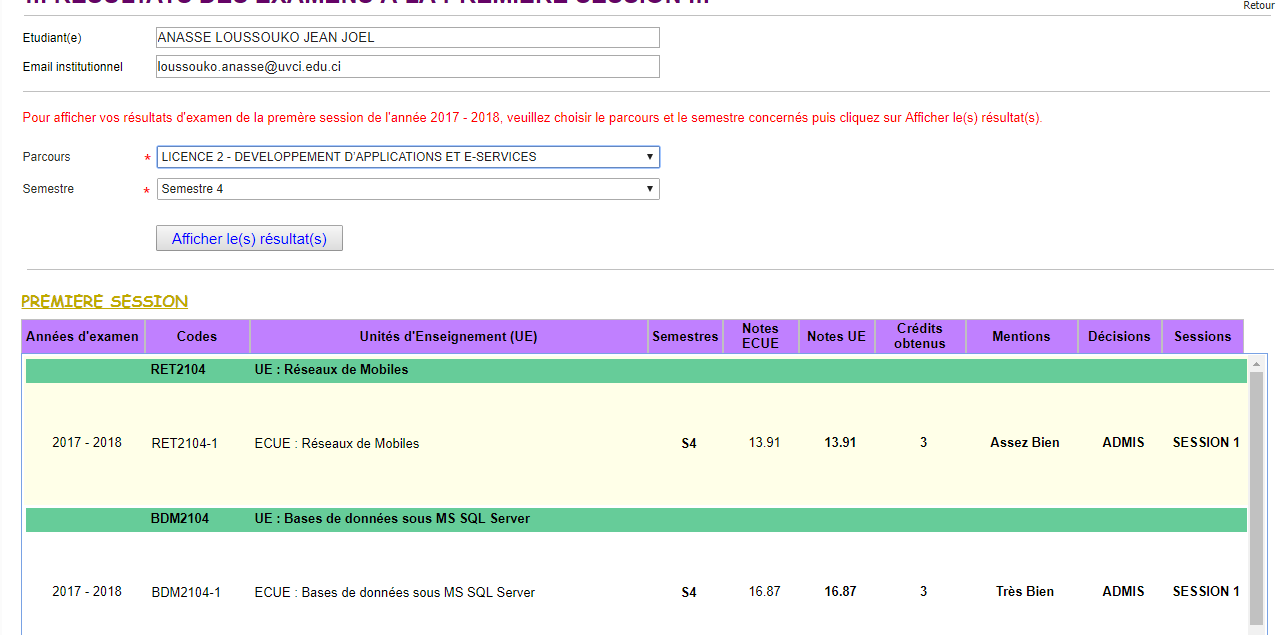 ... RÉSULTATS DES EXAMENS A LA PREMIERE SESSION ...
Retour
Etudiant(e) ANASSE LOUSSOUKO JEAN JOEL
Email institutionnel loussouko.anasse@uvci.edu.ci
Pour afficher vos résultats d'examen de la premère session de l'année 2017 - 2018, veuillez choisir le parcours et le semestre concernés puis cliquez sur Afficher le(s) résultat(s).
Parcours * LICENCE 2 - DEVELOPPEMENT D'APPLICATIONS ET E-SERVICES
Semestre * Semestre 4
Afficher le(s) résultat(s)
PREMIÈRE SESSION
Années d'examen Codes Unités d'Enseignement (UE) Semestres Notes ECUE Notes UE Crédits obtenus Mentions Décisions Sessions
RET2104 UE : Réseaux de Mobiles
2017 - 2018 RET2104-1 ECUE : Réseaux de Mobiles S4 13.91 13.91 3 Assez Bien ADMIS SESSION 1
BDM2104 UE : Bases de données sous MS SQL Server
2017 - 2018 BDM2104-1 ECUE : Bases de données sous MS SQL Server S4 16.87 16.87 3 Très Bien ADMIS SESSION 1